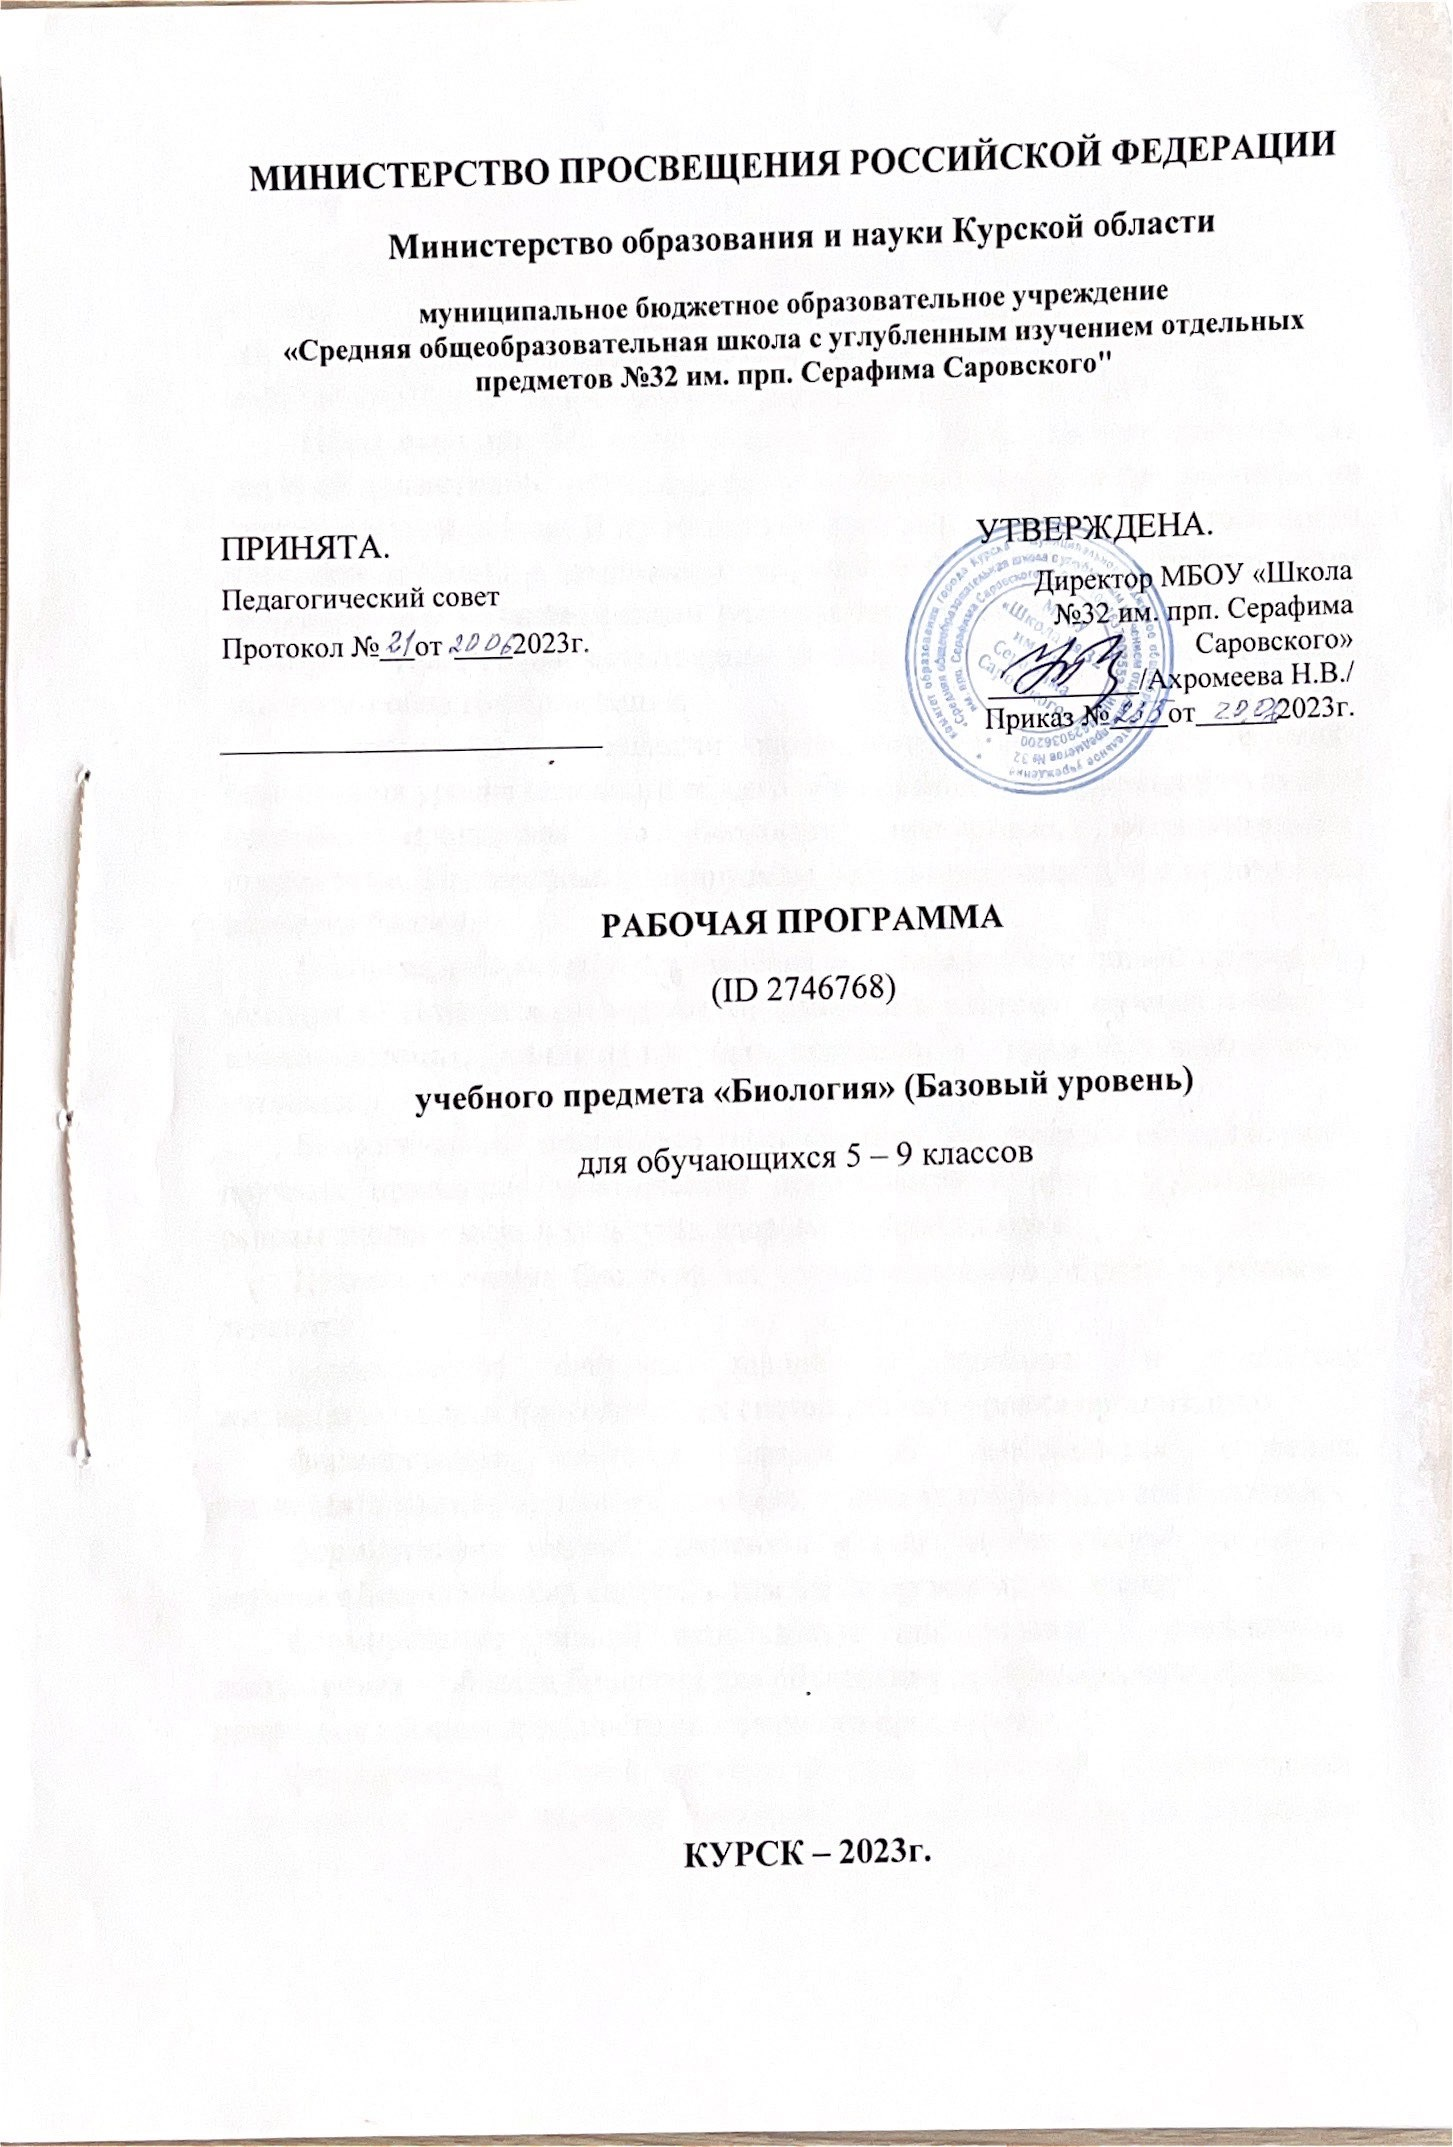 МИНИСТЕРСТВО ПРОСВЕЩЕНИЯ РОССИЙСКОЙ ФЕДЕРАЦИИ
Министерство образования и науки Курской области
муниципальное бюджетное образовательное учреждение
«Средняя общеобразовательная школа с углубленным изучением отдельных
предметов №32 им. прп. Серафима Саровского"
ПРИНЯТА.
Педагогический совет
Протокол № 21 от 20 06 2023г.
УТВЕРЖДЕНА.
Директор МБОУ «Школа
№32 им. прп. Серафима
Саровского»
/Ахромеева Н.В./
Приказ № от 2023г.
РАБОЧАЯ ПРОГРАММА
(ID 2746768)
учебного предмета «Биология» (Базовый уровень)
для обучающихся 5 – 9 классов
КУРСК – 2023г.